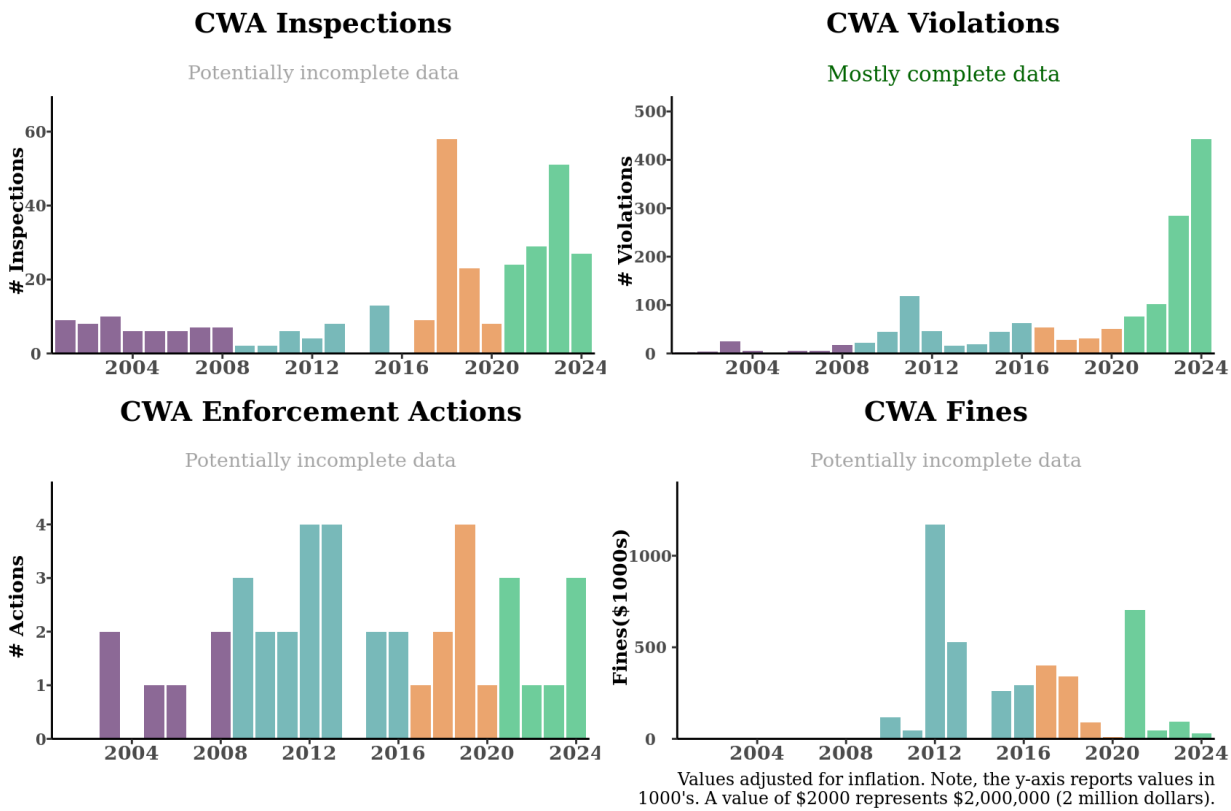 CWA Inspections
Potentially incomplete data
# Inspections
60
40
20
0
2004 2008 2012 2016 2020 2024
CWA Violations
Mostly complete data
# Violations
500
400
300
200
100
0
2004 2008 2012 2016 2020 2024
CWA Enforcement Actions
Potentially incomplete data
# Actions
4
3
2
1
0
2004 2008 2012 2016 2020 2024
CWA Fines
Potentially incomplete data
Fines($1000s)
1000
500
0
2004 2008 2012 2016 2020 2024
Values adjusted for inflation. Note, the y-axis reports values in
1000's. A value of $2000 represents $2,000,000 (2 million dollars).